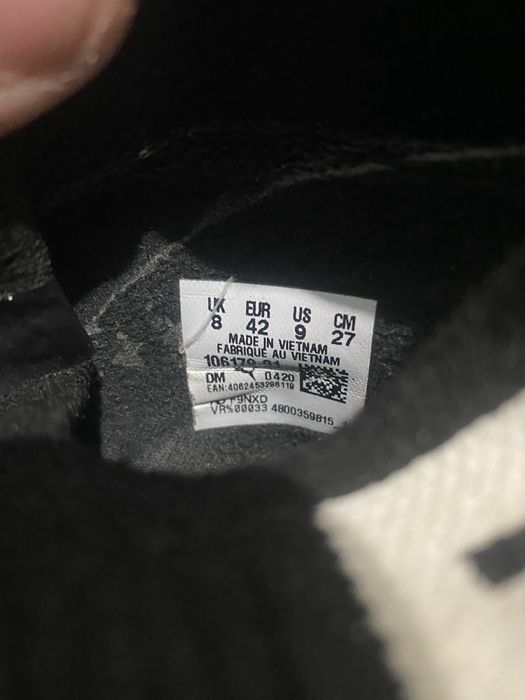 UK EUR US CM
8 42 9 27
MADE IN VIETNAM
FABRIQUÉ AU VIETNAM
DM 0420
EAN:4062453298119
VR%00033 4800359815